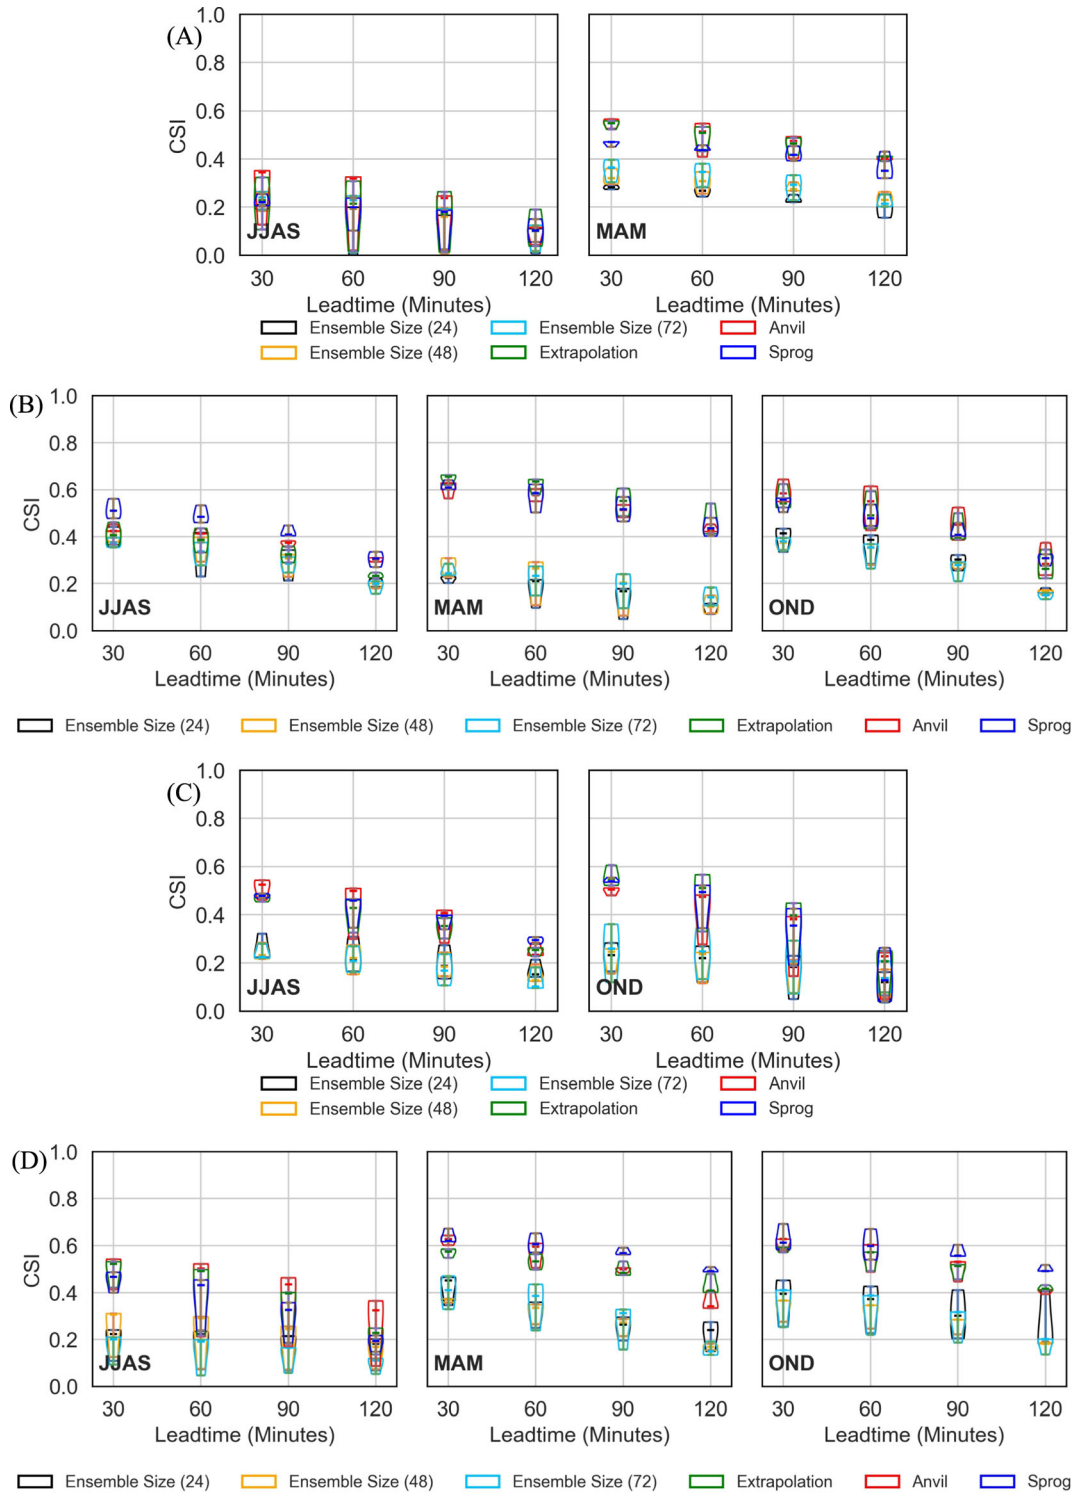 (A)
1.0
0.8
0.6
0.4
0.2
0.0
CSI
JJAS
MAM
30 60 90 120 30 60 90 120
Leadtime (Minutes) Leadtime (Minutes)
Ensemble Size (24) Ensemble Size (72) Anvil
Ensemble Size (48) Extrapolation Sprog
(B)
1.0
0.8
0.6
0.4
0.2
0.0
CSI
JJAS
MAM
OND
30 60 90 120 30 60 90 120 30 60 90 120
Leadtime (Minutes) Leadtime (Minutes) Leadtime (Minutes)
Ensemble Size (24) Ensemble Size (48) Ensemble Size (72) Extrapolation Anvil Sprog
(C)
1.0
0.8
0.6
0.4
0.2
0.0
CSI
JJAS
OND
30 60 90 120 30 60 90 120
Leadtime (Minutes) Leadtime (Minutes)
Ensemble Size (24) Ensemble Size (72) Anvil
Ensemble Size (48) Extrapolation Sprog
(D)
1.0
0.8
0.6
0.4
0.2
0.0
CSI
JJAS
MAM
OND
30 60 90 120 30 60 90 120 30 60 90 120
Leadtime (Minutes) Leadtime (Minutes) Leadtime (Minutes)
Ensemble Size (24) Ensemble Size (48) Ensemble Size (72) Extrapolation Anvil Sprog